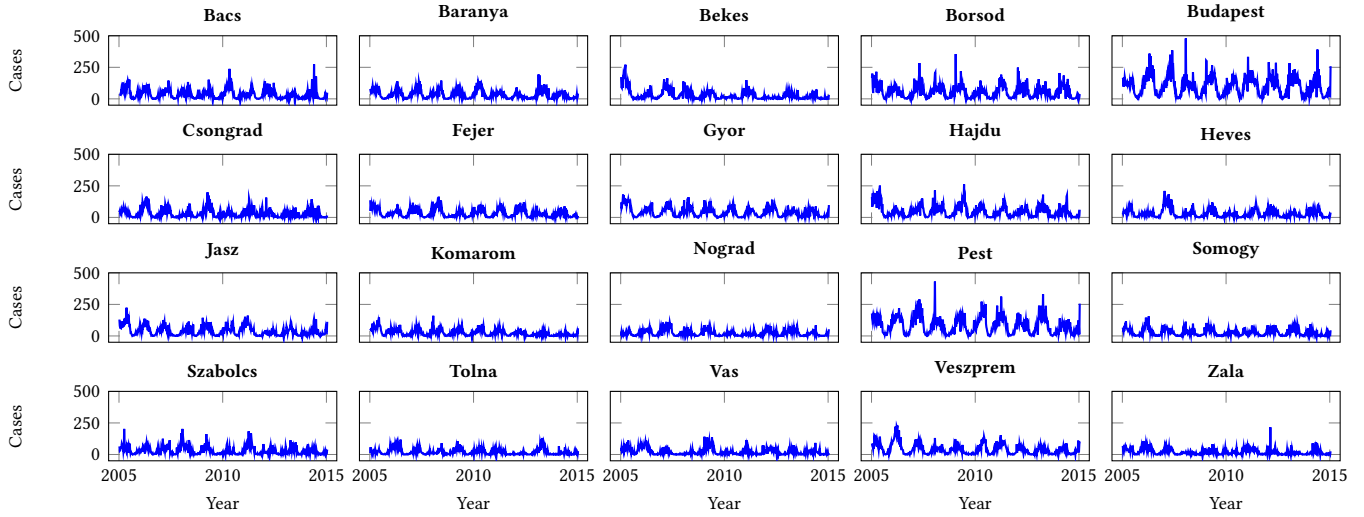 Bacs Baranya Bekes Borsod Budapest
500
250
0
Cases
Csongrad Fejer Gyor Hajdu Heves
500
250
0
Cases
Jasz Komarom Nograd Pest Somogy
500
250
0
Cases
Szabolcs Tolna Vas Veszprem Zala
500
250
0
Cases
2005 2010 2015 2005 2010 2015 2005 2010 2015 2005 2010 2015 2005 2010 2015
Year Year Year Year Year